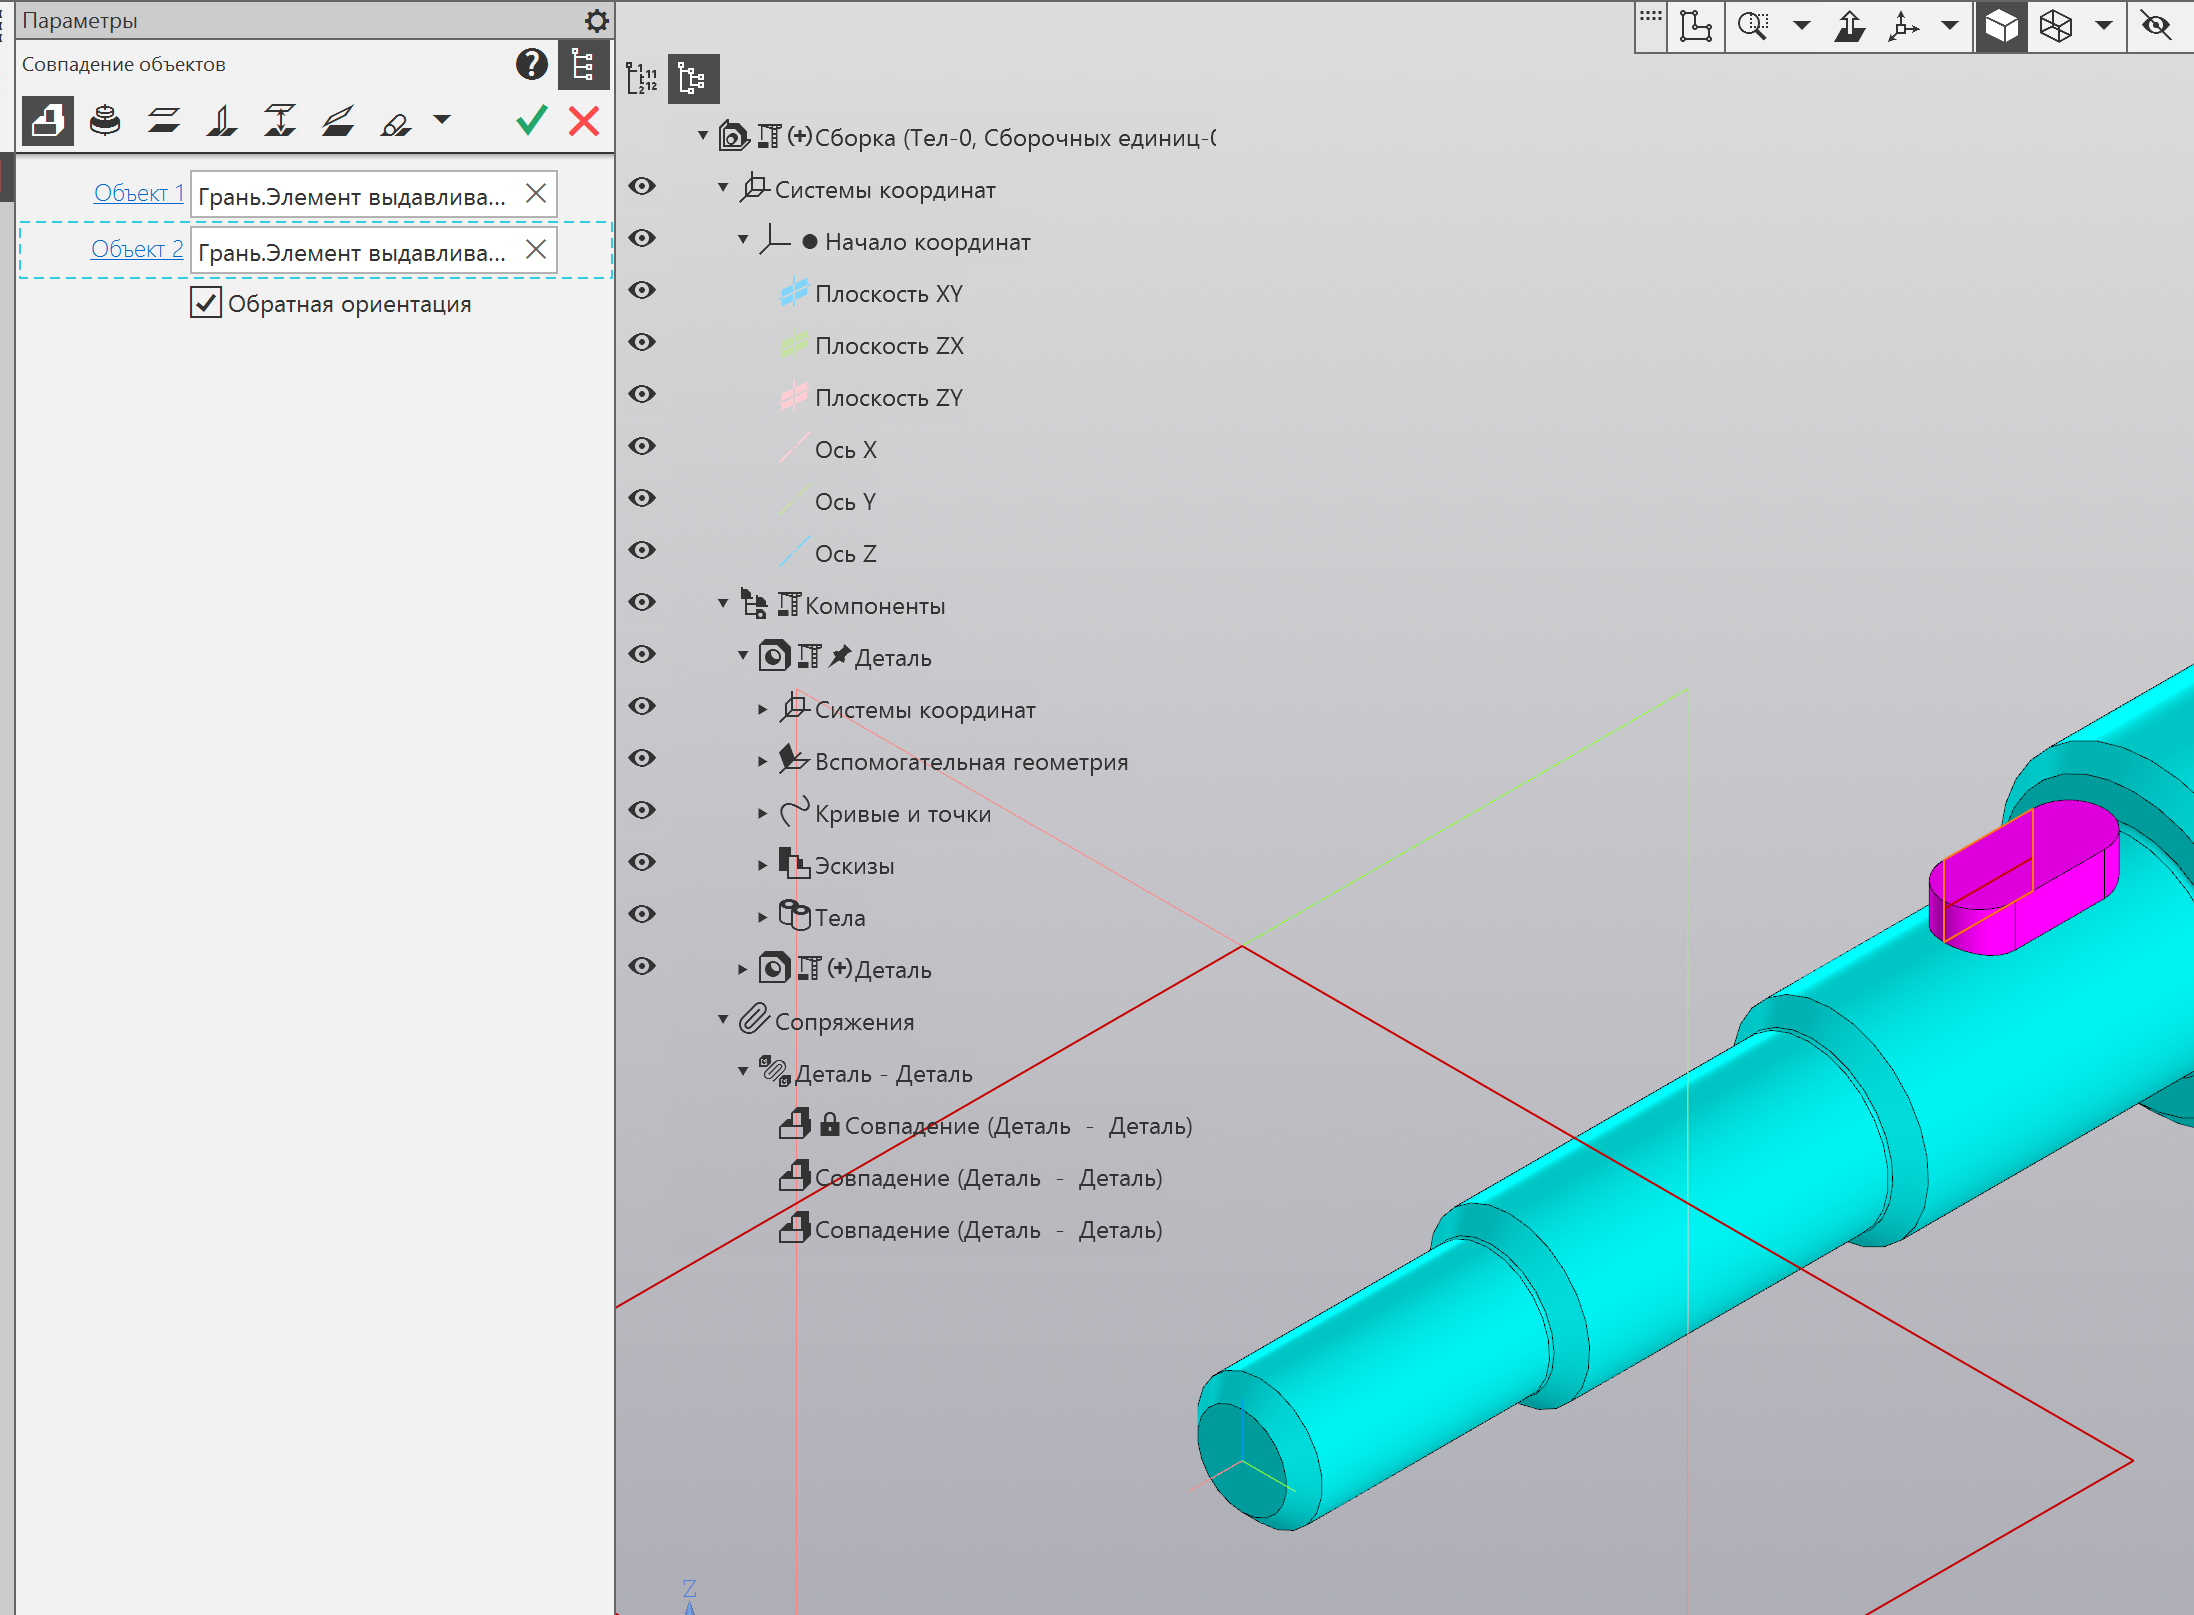 Параметры
Совпадение объектов
Объект 1
Грань.Элемент выдавлива...
Объект 2
Грань.Элемент выдавлива...
Обратная ориентация
Сборка (Тел-0, Сборочных единиц-
Системы координат
Начало координат
Плоскость XY
Плоскость ZX
Плоскость ZY
Ось X
Ось Y
Ось Z
Компоненты
(+)Деталь
Деталь
Системы координат
Вспомогательная геометрия
Кривые и точки
Эскизы
Тела
(+)Деталь
Сопряжения
Деталь - Деталь
Совпадение (Деталь - Деталь)
Совпадение (Деталь - Деталь)
Совпадение (Деталь - Деталь)
Z